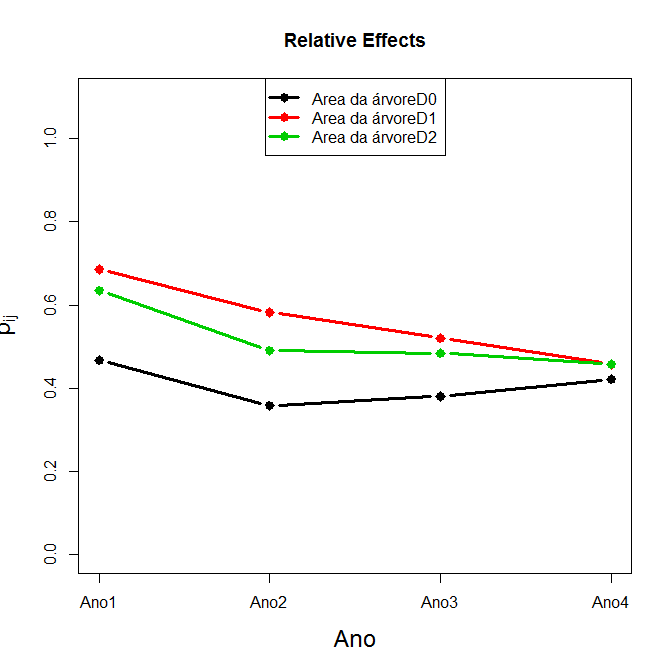 Relative Effects
Area da árvoreD0
Area da árvoreD1
Area da árvoreD2
1.0
0.8
0.6
0.4
0.2
0.0
pij
Ano1 Ano2 Ano3 Ano4
Ano